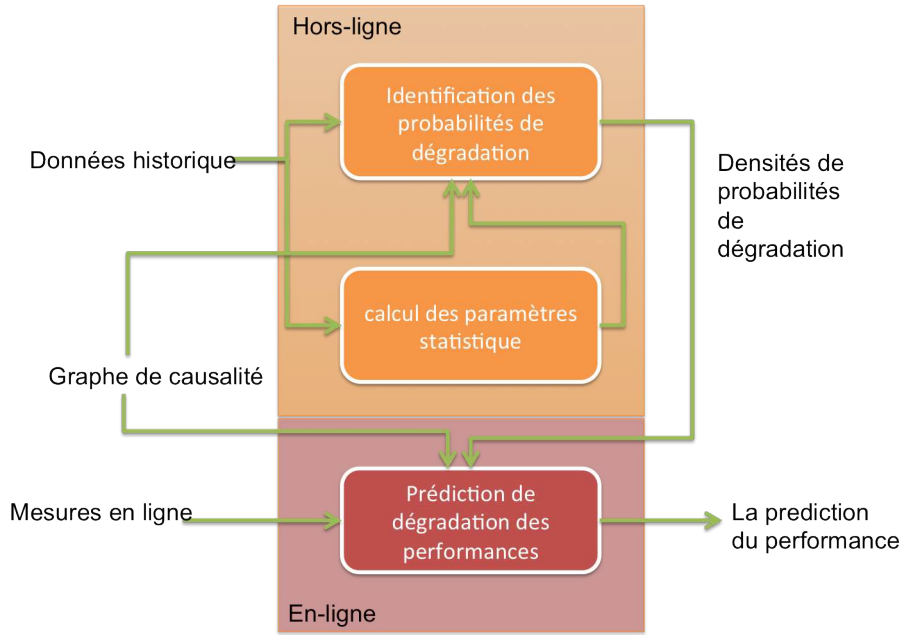 Hors-ligne
Identification des
probabilités de
dégradation
Données historique
Densités de
probabilités
de
dégradation
calcul des paramètres
statistique
Graphe de causalité
Prédiction de
dégradation des
performances
Mesures en ligne
La prediction
du performance
En-ligne